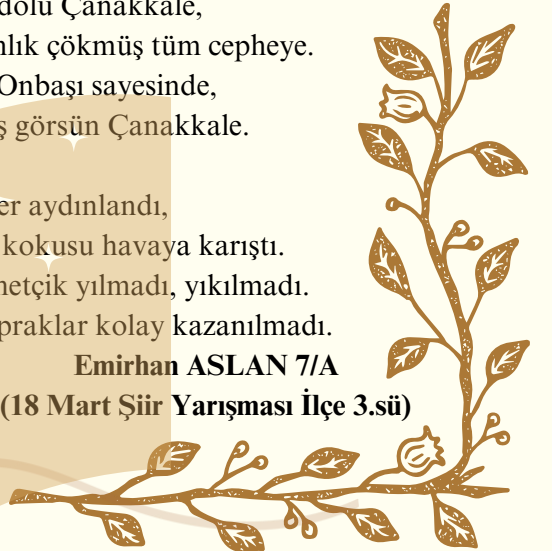 dolu Çanakkale,
nlık çökmüş tüm cepheye.
Onbaşı sayesinde,
ş görsün Çanakkale.
er aydınlandı,
kokusu havaya karıştı.
netçik yılmadı, yıkılmadı.
praklar kolay kazanılmadı.
Emirhan ASLAN 7/A
(18 Mart Şiir Yarışması İlçe 3.sü)